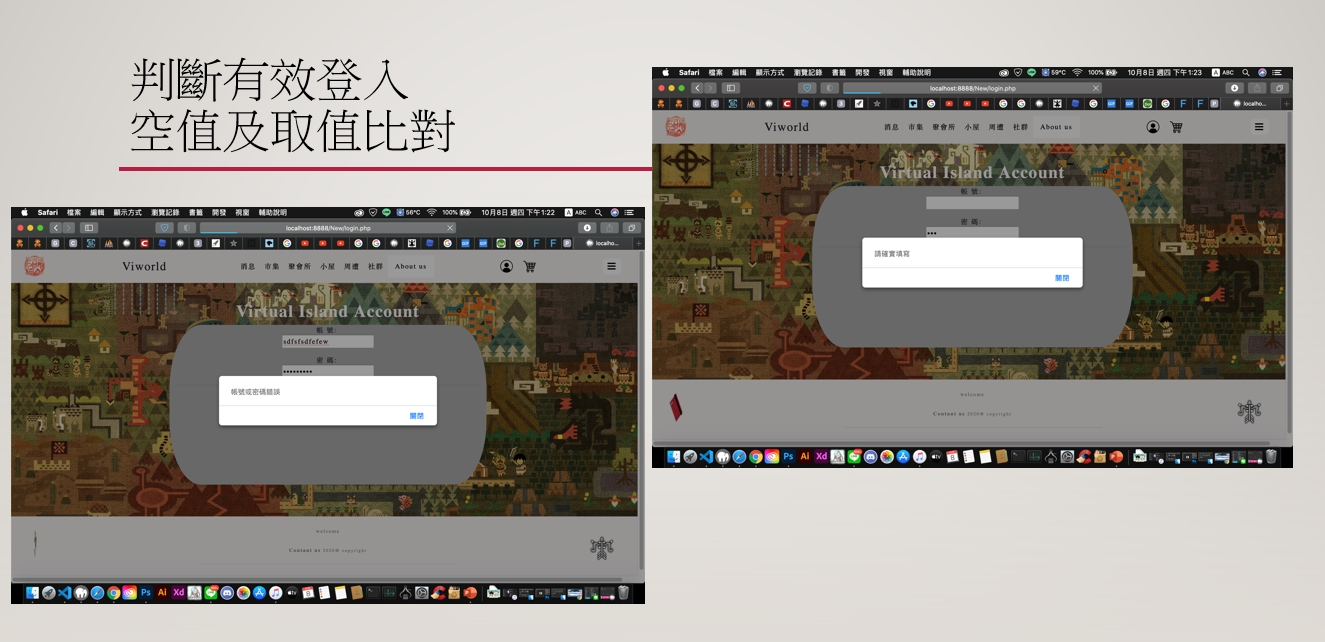 判斷有效登入
空值及取值比對
Safari 檔案 編輯 顯示方式 瀏覽記錄 書籤 開發 視窗 輔助說明 59°C 100% 10月8日 週四 下午1:23 A ABC
localhost:8888/New/login.php
localho...
Viworld 消息 市集 聚會所 小屋 周邊 社群 About us
Virtual Island Account
帳號:
密碼:
•••
請確實填寫
關閉
welcome
Contant us 2020© copyright
Safari 檔案 編輯 顯示方式 瀏覽記錄 書籤 開發 視窗 輔助說明 56°C 100% 10月8日 週四 下午1:22 A ABC
localhost:8888/New/login.php
localho...
Viworld 消息 市集 聚會所 小屋 周邊 社群 About us
Virtual Island Account
帳號:
sdfsfsdfefew
密碼:
•••••••••
帳號或密碼錯誤
關閉
welcome
Contant us 2020© copyright